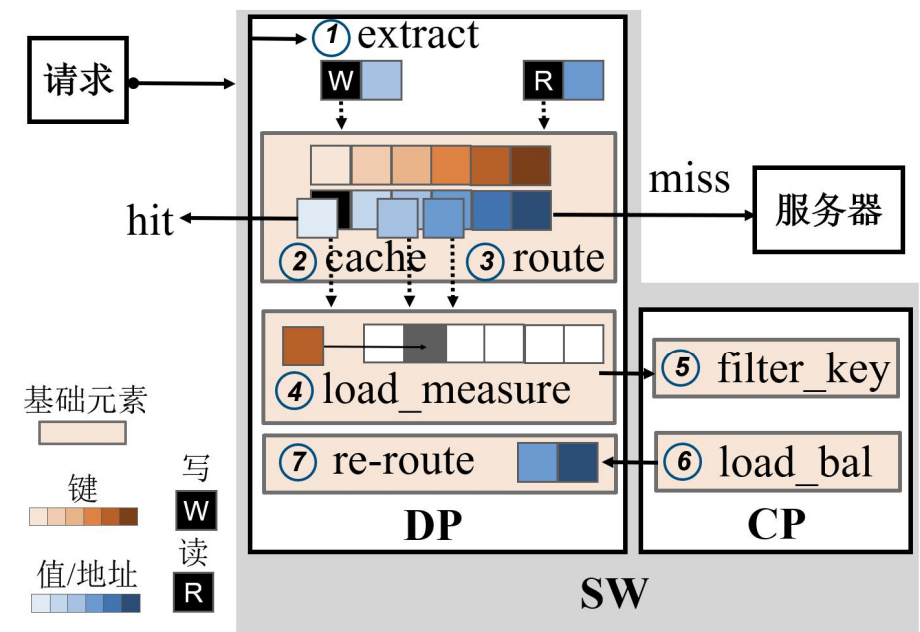 请求
① extract
W
R
hit
miss
服务器
② cache
③ route
④ load_measure
⑤ filter_key
⑦ re-route
⑥ load_bal
DP
CP
SW
基础元素
键
值/地址
写
W
读
R